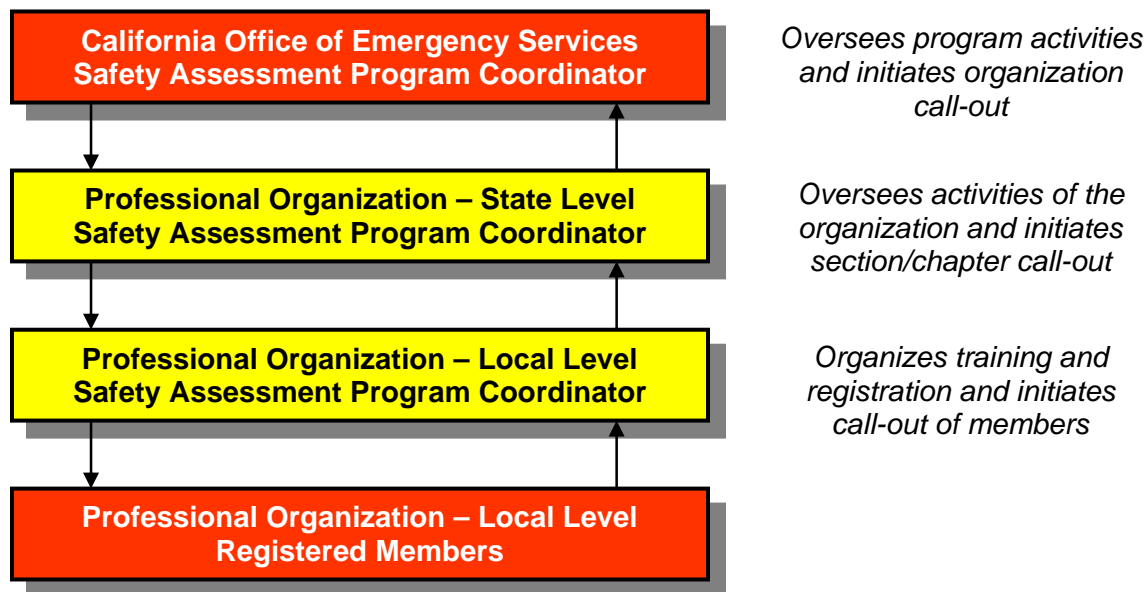 California Office of Emergency Services
Safety Assessment Program Coordinator
Oversees program activities
and initiates organization
call-out
Professional Organization – State Level
Safety Assessment Program Coordinator
Oversees activities of the
organization and initiates
section/chapter call-out
Professional Organization – Local Level
Safety Assessment Program Coordinator
Organizes training and
registration and initiates
call-out of members
Professional Organization – Local Level
Registered Members